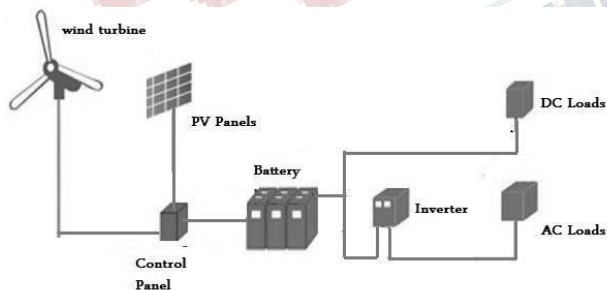 wind turbine
PV Panels
DC Loads
Battery
Inverter
AC Loads
Control
Panel